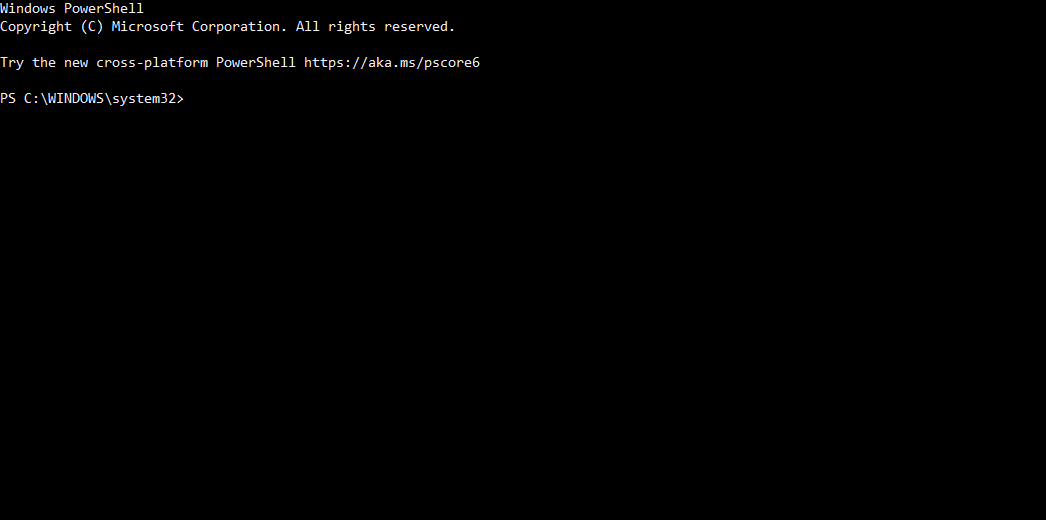 Windows PowerShell
Copyright (C) Microsoft Corporation. All rights reserved.
Try the new cross-platform PowerShell https://aka.ms/pscore6
PS C:\WINDOWS\system32>